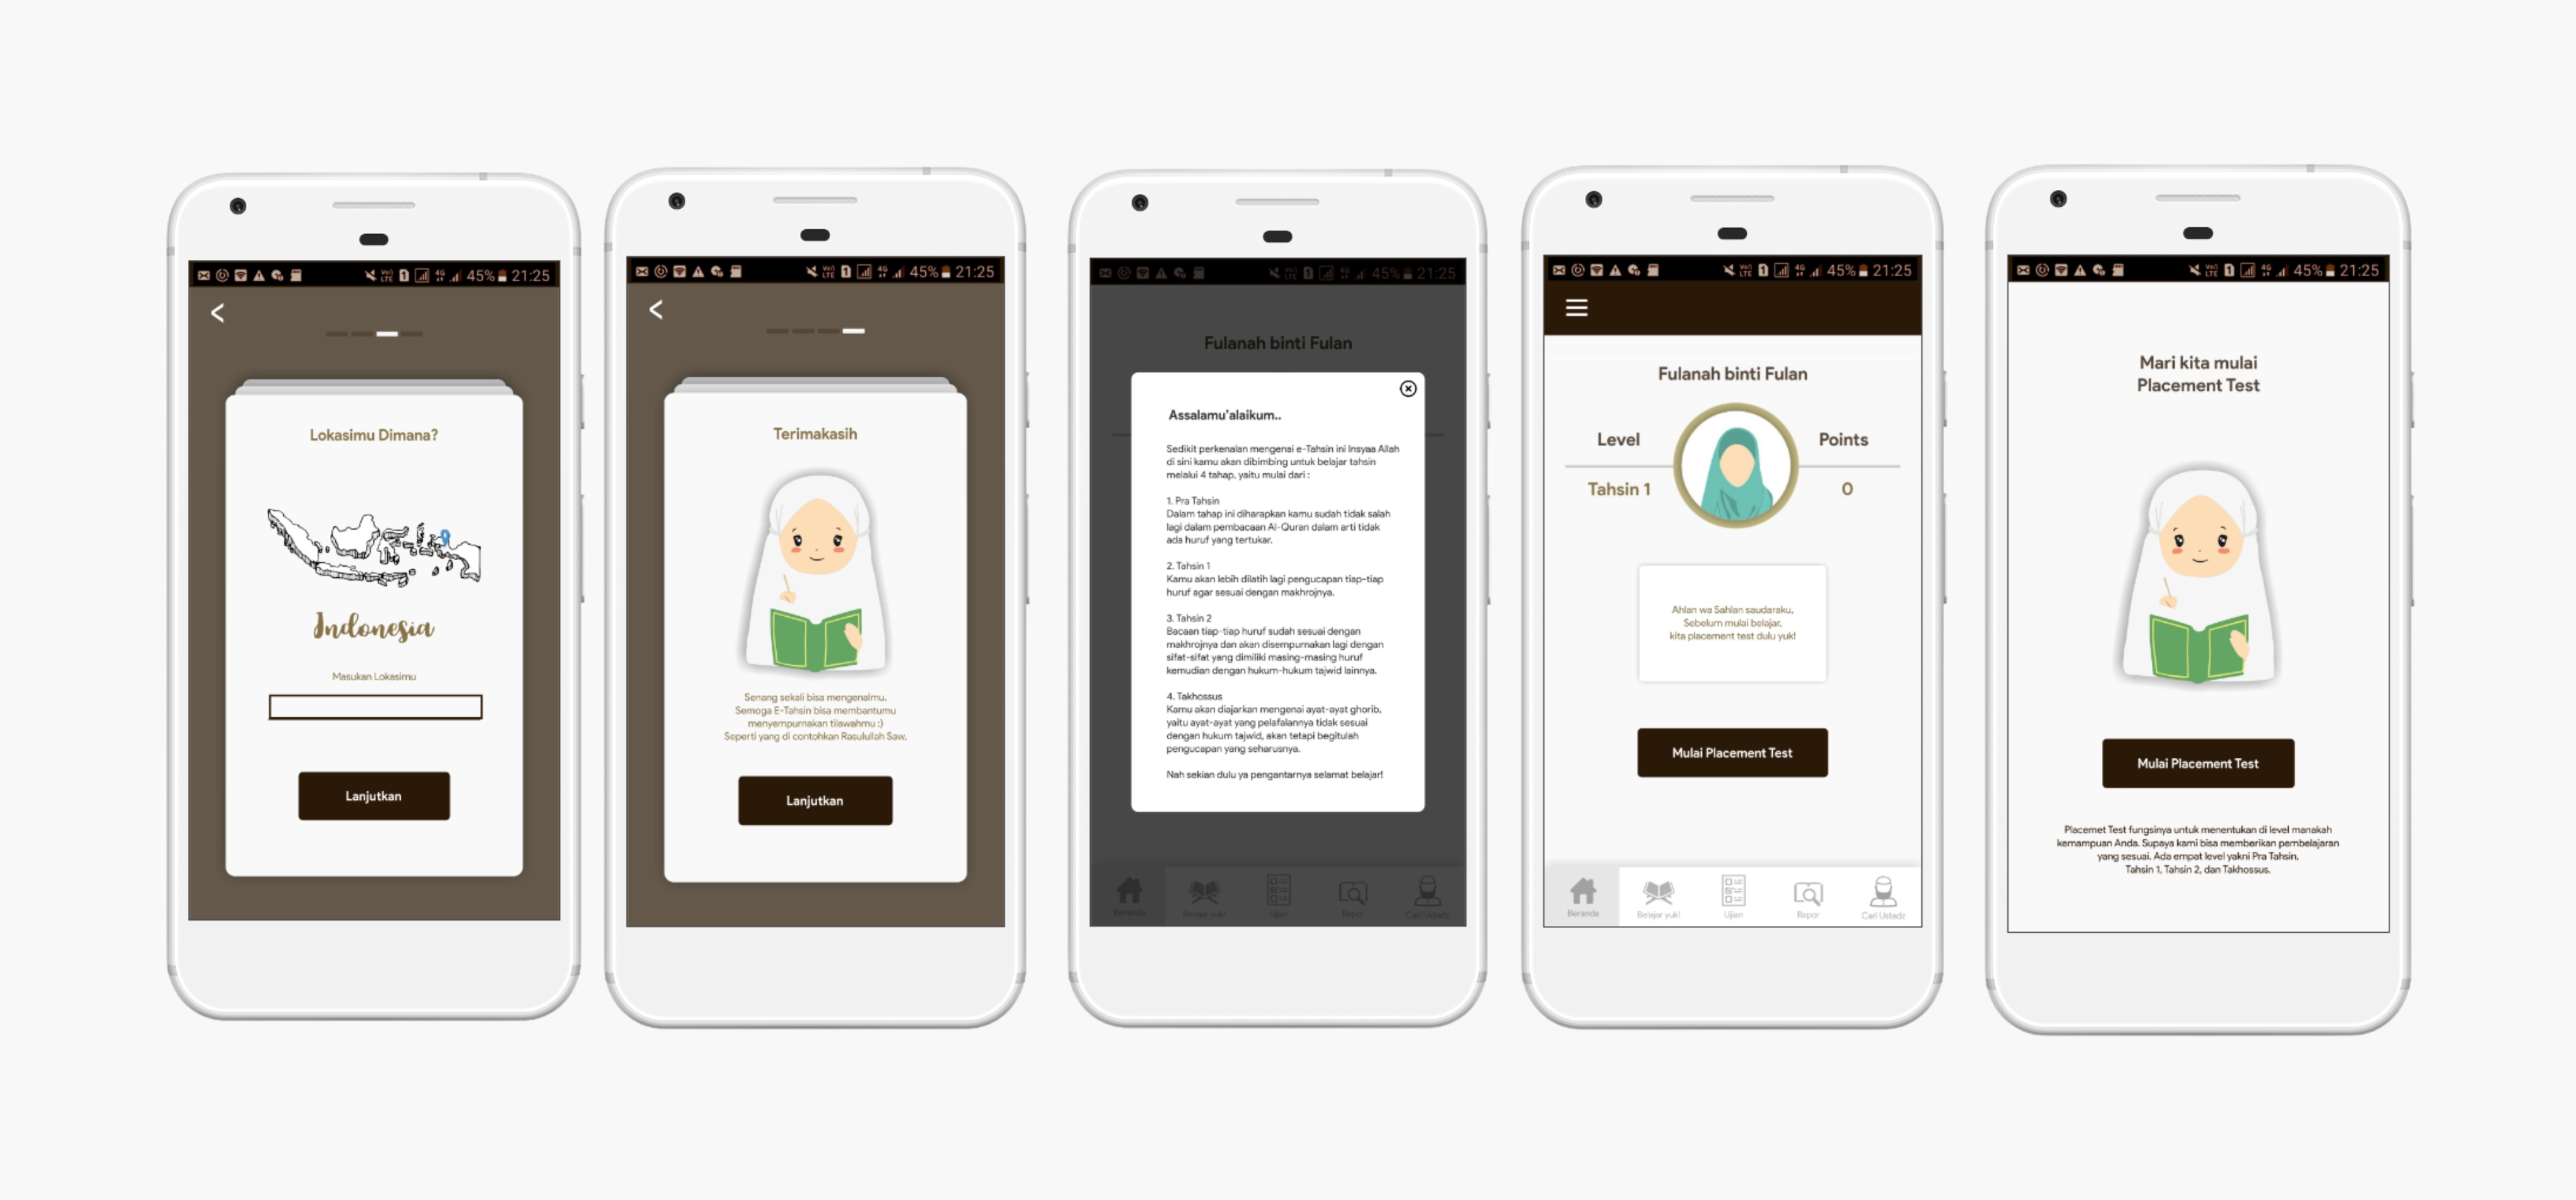 45% 21:25
<
Lokasimu Dimana?
Indonesia
Masukan Lokasimu
Lanjutkan
45% 21:25
<
Terimakasih
Senang sekali bisa mengenalmu.
Semoga E-Tahsin bisa membantumu
menyempurnakan tilawahmu :)
Seperti yang di contohkan Rasulullah Saw.
Lanjutkan
45% 21:25
Fulanah binti Fulan
Assalamu'alaikum..
Sedikit perkenalan mengenai e-Tahsin ini Insyaa Allah
di sini kamu akan dibimbing untuk belajar tahsin
melalui 4 tahap, yaitu mulai dari :
1. Pra Tahsin
Dalam tahap ini diharapkan kamu sudah tidak salah
lagi dalam pembacaan Al-Quran dalam arti tidak
ada huruf yang tertukar.
2. Tahsin 1
Kamu akan lebih dilatih lagi pengucapan tiap-tiap
huruf agar sesuai dengan makhrojnya.
3. Tahsin 2
Bacaan tiap-tiap huruf sudah sesuai dengan
makhrojnya dan akan disempurnakan lagi dengan
sifat-sifat yang dimiliki masing-masing huruf
kemudian dengan hukum-hukum tajwid lainnya.
4. Takhossus
Kamu akan diajarkan mengenai ayat-ayat ghorib,
yaitu ayat-ayat yang pelafalannya tidak sesuai
dengan hukum tajwid, akan tetapi begitulah
pengucapan yang seharusnya.
Nah sekian dulu ya pengantarnya selamat belajar!
Beranda
Belajar yuk!
Ujian
Rapor
Cari Ustadz
45% 21:25
Fulanah binti Fulan
Level
Points
Tahsin 1
0
Ahlan wa Sahlan saudaraku,
Sebelum mulai belajar,
kita placement test dulu yuk!
Mulai Placement Test
Beranda
Belajar yuk!
Ujian
Rapor
Cari Ustadz
45% 21:25
Mari kita mulai
Placement Test
Mulai Placement Test
Placemet Test fungsinya untuk menentukan di level manakah
kemampuan Anda. Supaya kami bisa memberikan pembelajaran
yang sesuai. Ada empat level yakni Pra Tahsin,
Tahsin 1, Tahsin 2, dan Takhossus.